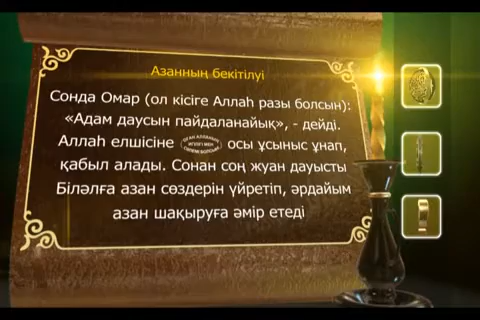 Азанның бекітілуі
Сонда Омар (ол кісіге Аллаһ разы болсын):
«Адам даусын пайдаланайық», - дейді.
Аллаһ елшісіне осы ұсыныс ұнап,
қабыл алады. Сонан соң жуан дауысты
Біләлға азан сөздерін үйретіп, әрдайым
азан шақыруға әмір етеді